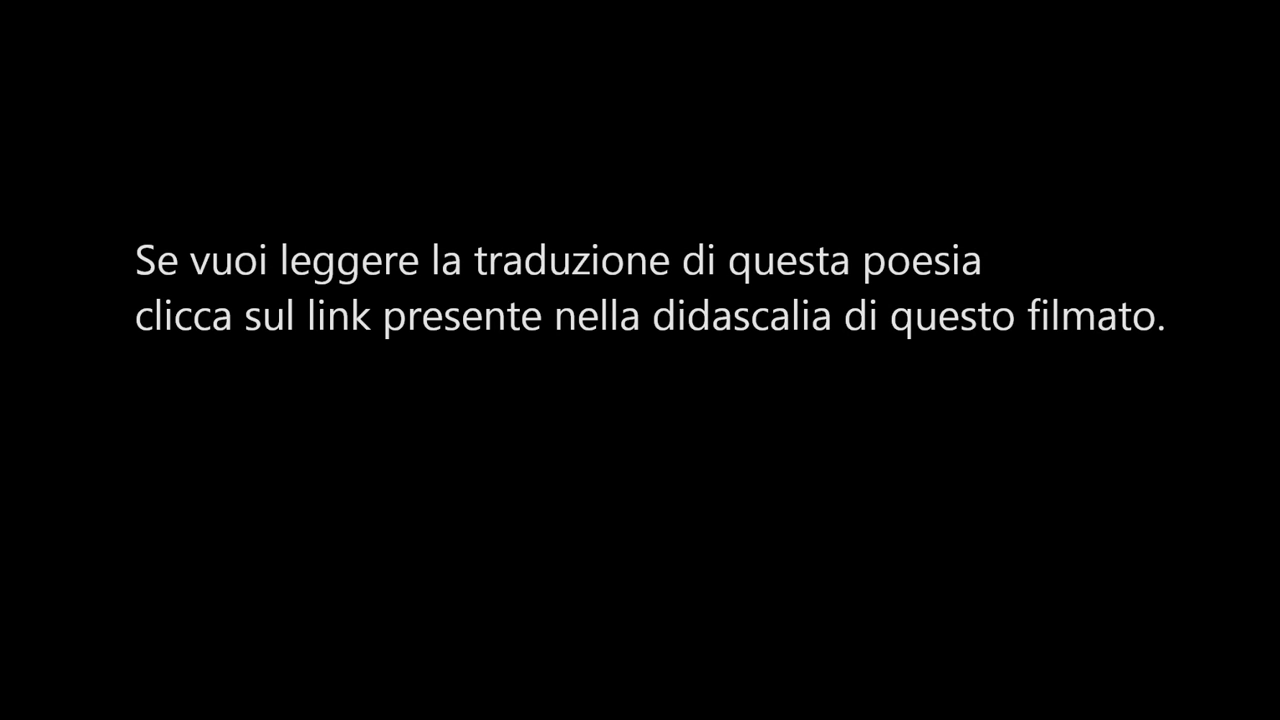 Se vuoi leggere la traduzione di questa poesia
clicca sul link presente nella didascalia di questo filmato.